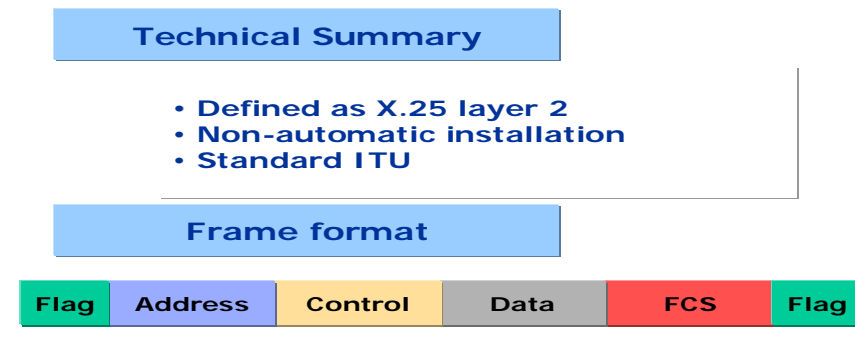 Technical Summary
• Defined as X.25 layer 2
• Non-automatic installation
• Standard ITU
Frame format
Flag Address Control Data FCS Flag